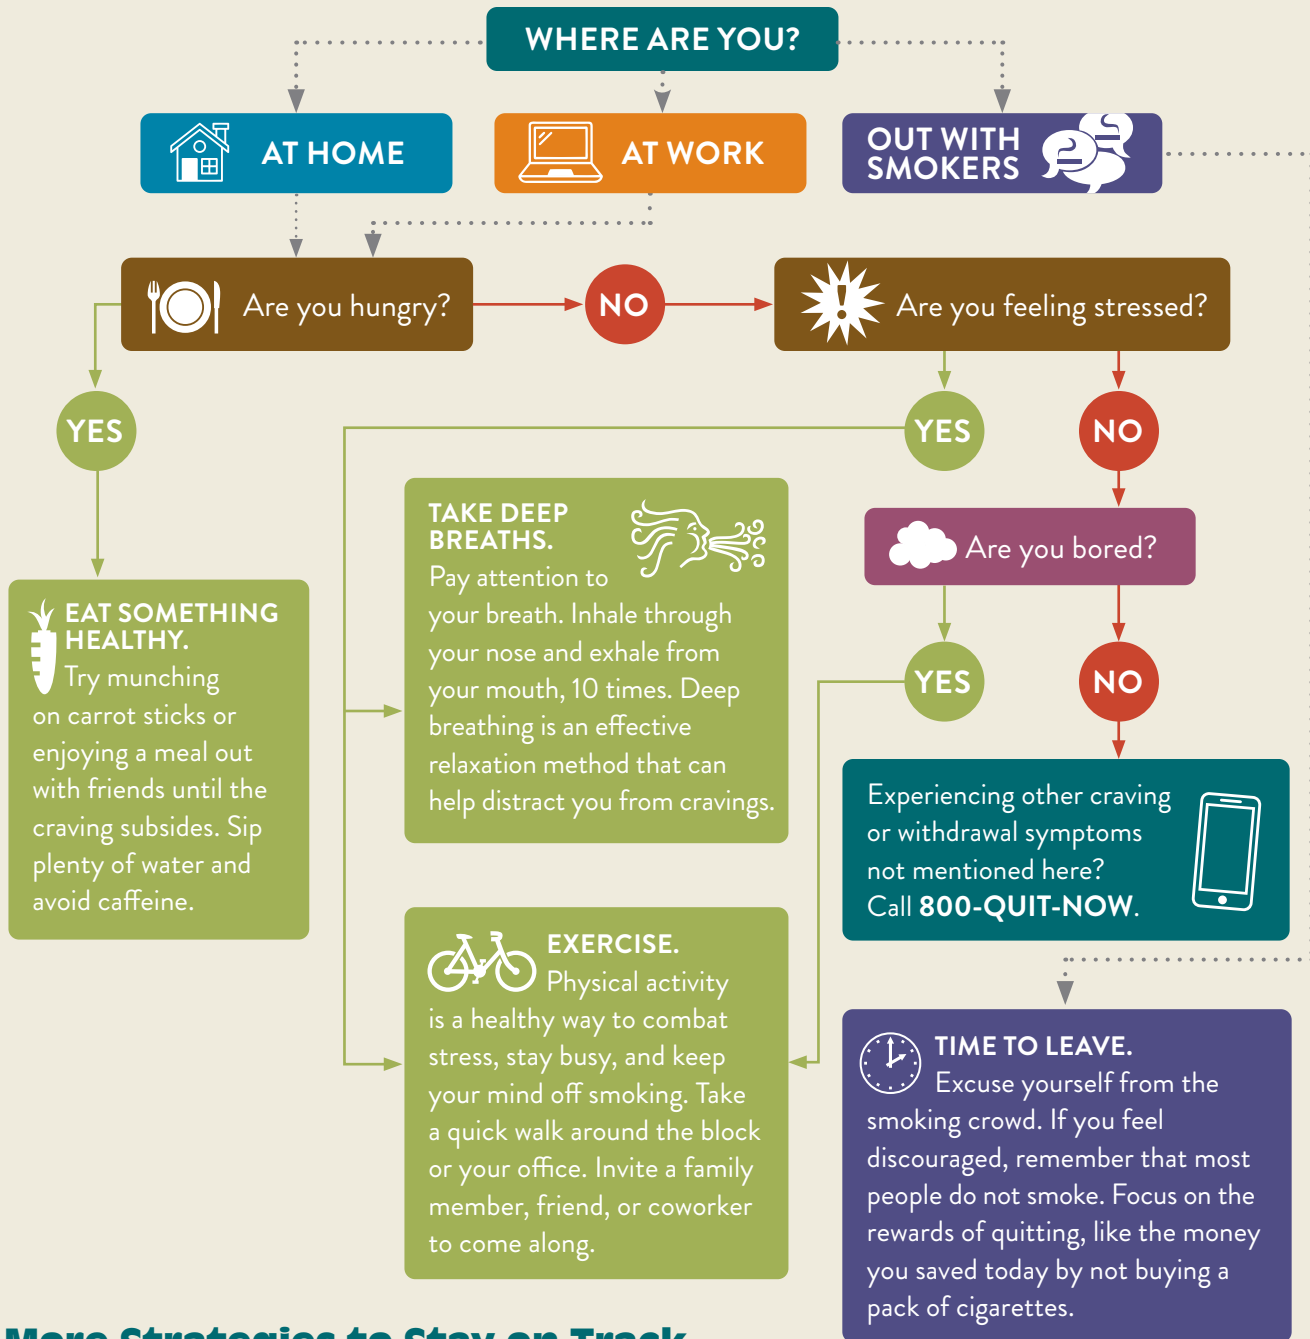 WHERE ARE YOU?
AT HOME
AT WORK
OUT WITH
SMOKERS
Are you hungry?
NO
Are you feeling stressed?
YES
YES
NO
TAKE DEEP
BREATHS.
Pay attention to
your breath. Inhale through
your nose and exhale from
your mouth, 10 times. Deep
breathing is an effective
relaxation method that can
help distract you from cravings.
Are you bored?
EAT SOMETHING
HEALTHY.
Try munching
on carrot sticks or
enjoying a meal out
with friends until the
craving subsides. Sip
plenty of water and
avoid caffeine.
YES
NO
Experiencing other craving
or withdrawal symptoms
not mentioned here?
Call 800-QUIT-NOW.
EXERCISE.
Physical activity
is a healthy way to combat
stress, stay busy, and keep
your mind off smoking. Take
a quick walk around the block
or your office. Invite a family
member, friend, or coworker
to come along.
TIME TO LEAVE.
Excuse yourself from the
smoking crowd. If you feel
discouraged, remember that most
people do not smoke. Focus on the
rewards of quitting, like the money
you saved today by not buying a
pack of cigarettes.
More Strategies to Stay on Track